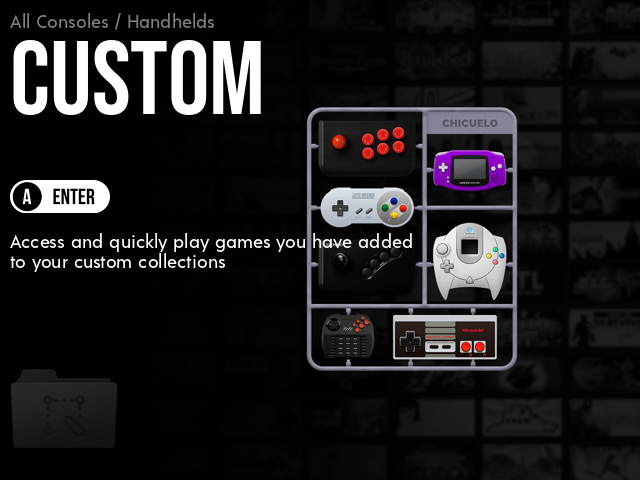 All Consoles / Handhelds
CUSTOM
CHICUELO
A ENTER
Access and quickly play games you have added
to your custom collections
Nintendo